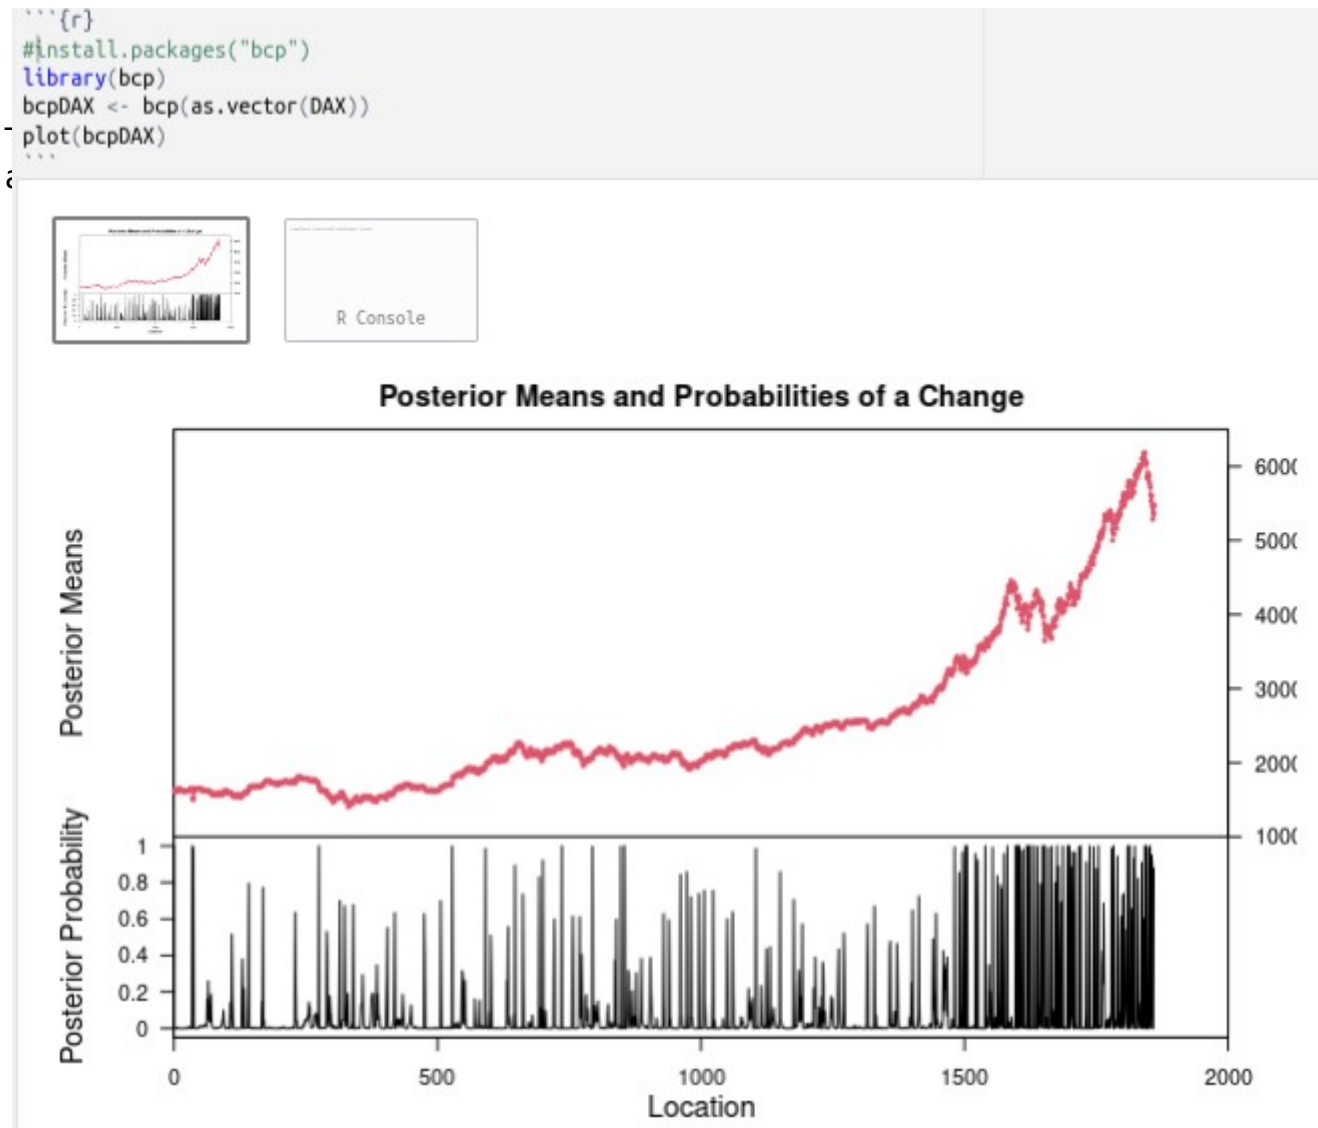 ```{r}
#install.packages("bcp")
library(bcp)
bcpDAX <- bcp(as.vector(DAX))
plot(bcpDAX)
```
R Console
Posterior Means and Probabilities of a Change
Posterior Means
600
500
400
300
200
100
Posterior Probability
1
0.8
0.6
0.4
0.2
0
0 500 1000 1500 2000
Location